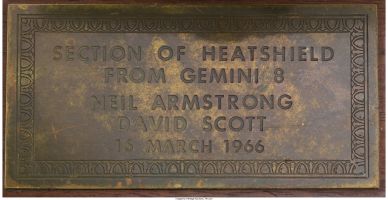 SECTION OF HEATSHIELD
FROM GEMINI 8
NEIL ARMSTRONG
DAVID SCOTT
16 MARCH 1966